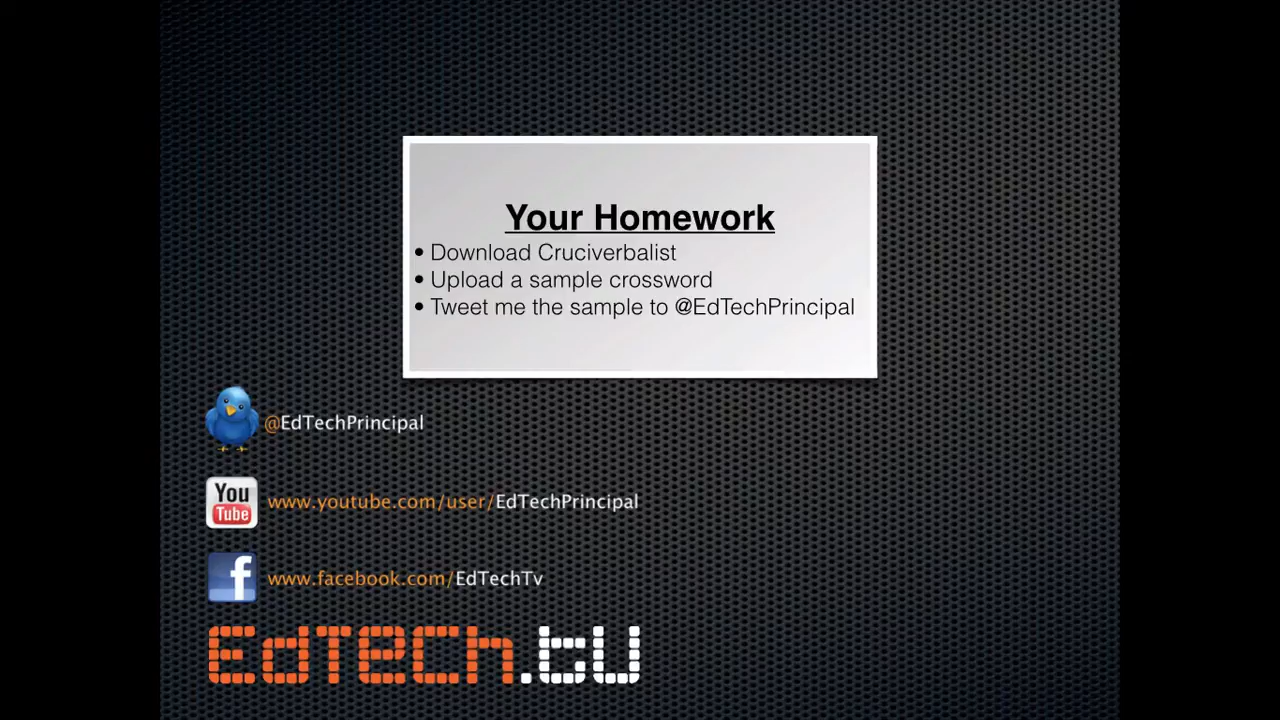 Your Homework
• Download Cruciverbalist
• Upload a sample crossword
• Tweet me the sample to @EdTechPrincipal
@EdTechPrincipal
You
Tube
www.youtube.com/user/EdTechPrincipal
f
www.facebook.com/EdTechTv
EdTeCh.tv